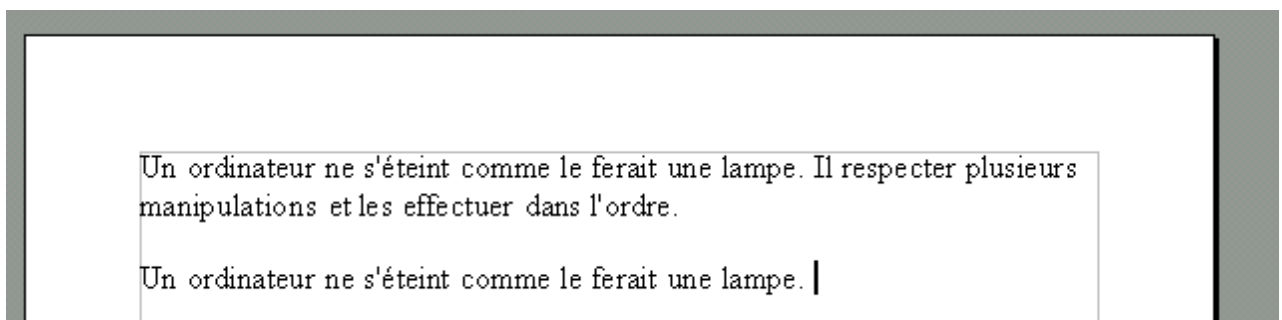 Un ordinateur ne s'éteint comme le ferait une lampe. Il respecter plusieurs
manipulations et les effectuer dans l'ordre.
Un ordinateur ne s'éteint comme le ferait une lampe.